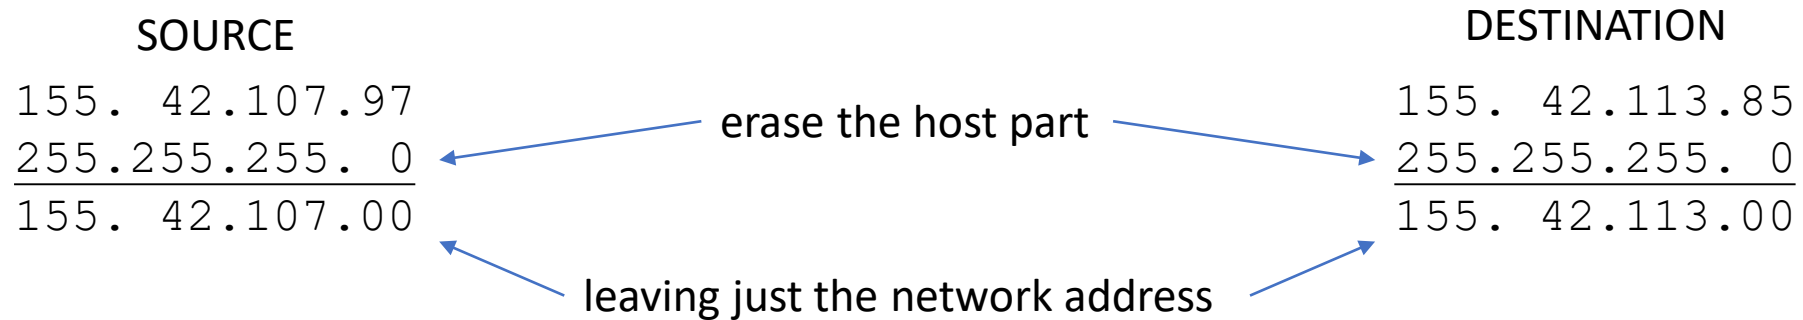 SOURCE
155. 42.107.97
255.255.255. 0
155. 42.107.00
erase the host part
leaving just the network address
DESTINATION
155. 42.113.85
255.255.255. 0
155. 42.113.00